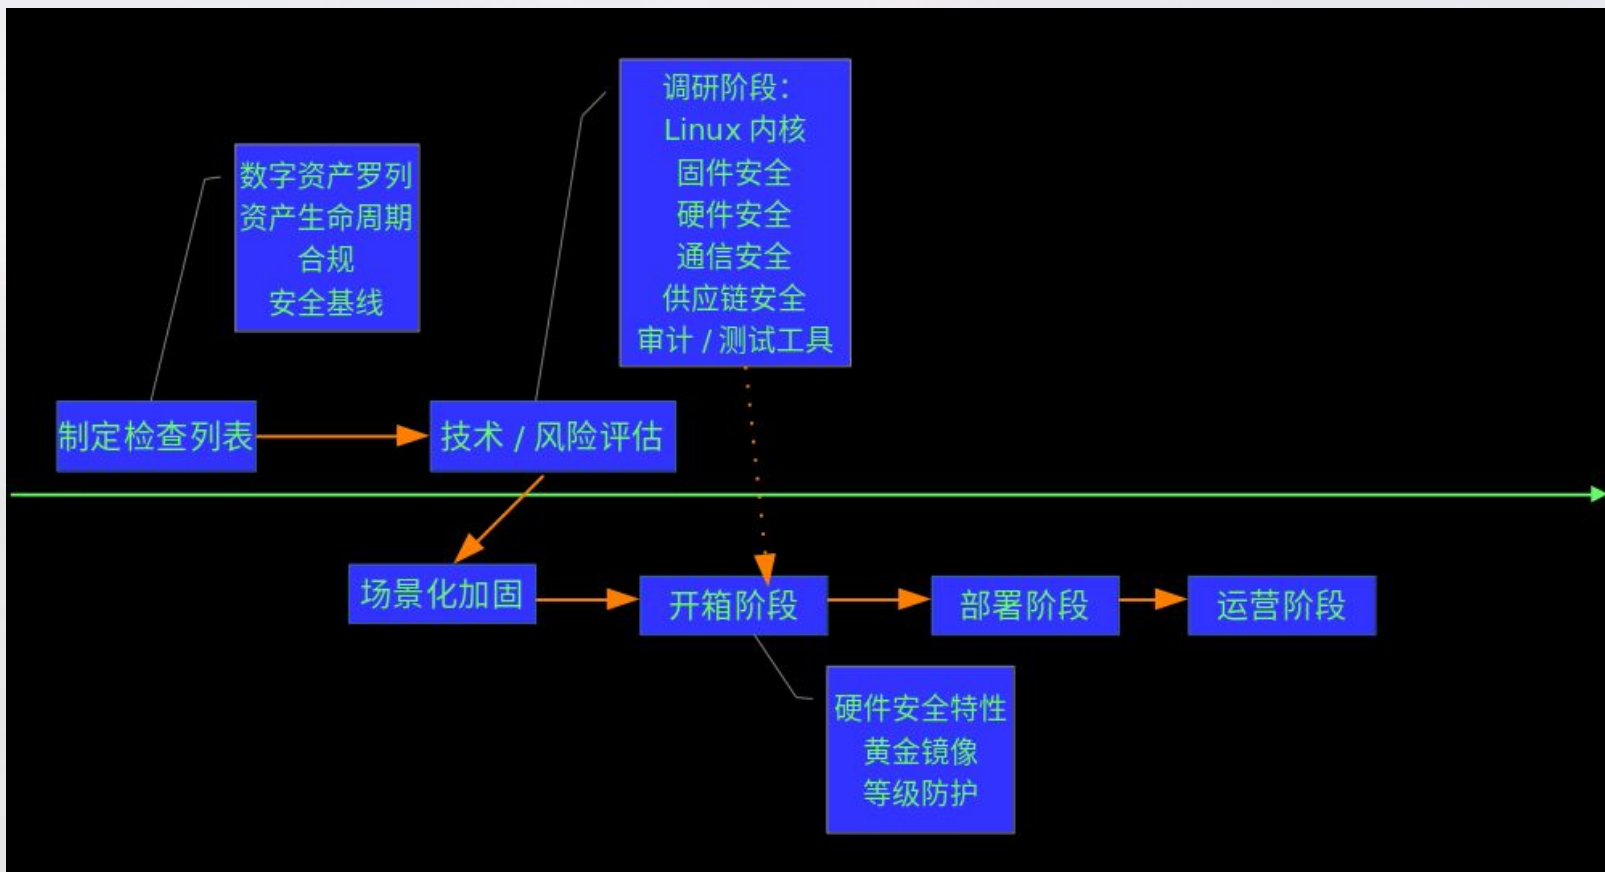 调研阶段：
Linux 内核
固件安全
硬件安全
通信安全
供应链安全
审计 / 测试工具
数字资产罗列
资产生命周期
合规
安全基线
制定检查列表
技术 / 风险评估
场景化加固
开箱阶段
部署阶段
运营阶段
硬件安全特性
黄金镜像
等级防护